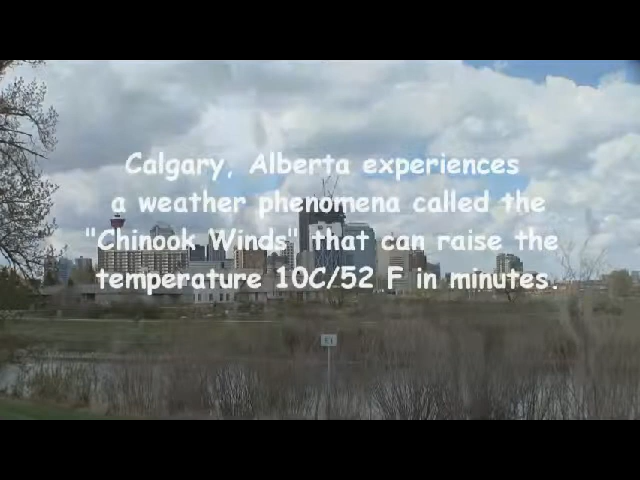 Calgary, Alberta experiences
a weather phenomena called the
"Chinook Winds" that can raise the
temperature 10C/52 F in minutes.